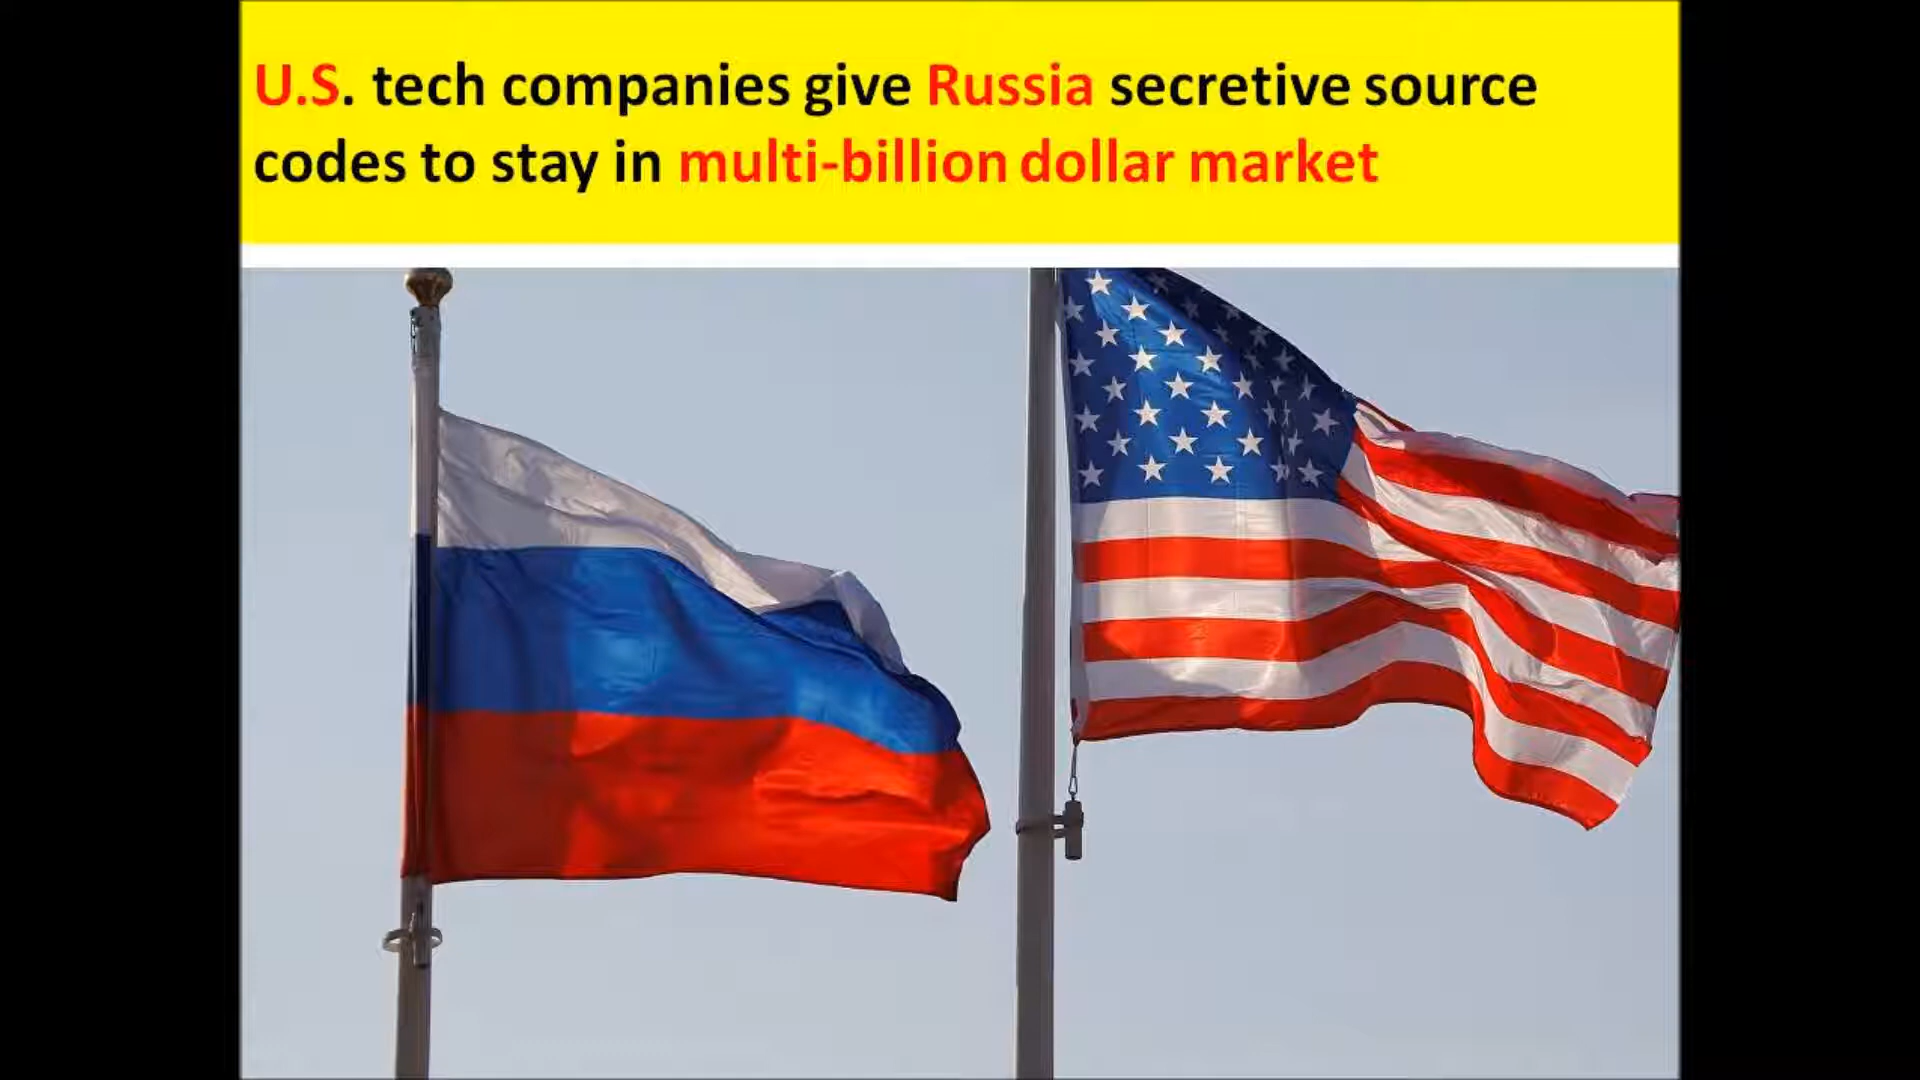 U.S. tech companies give Russia secretive source
codes to stay in multi-billion dollar market